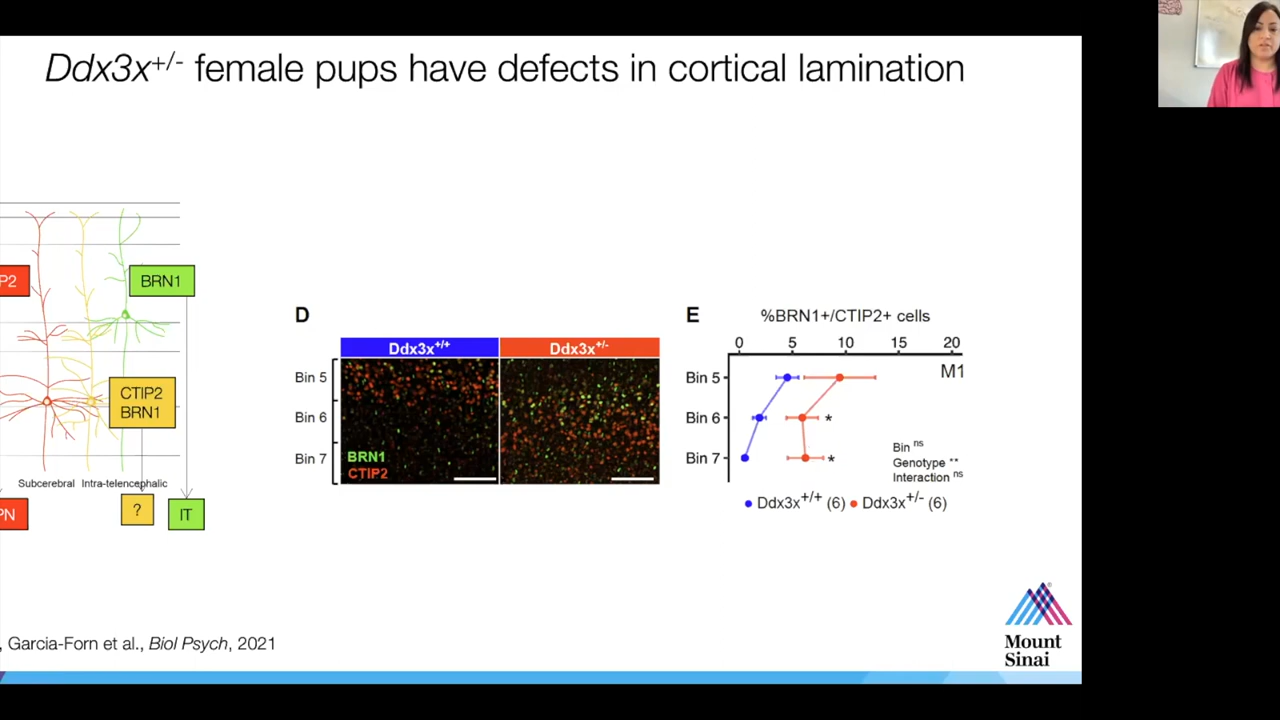 Ddx3x+/- female pups have defects in cortical lamination
P2
BRN1
CTIP2
BRN1
Subcerebral Intra-telencephalic
PN
?
IT
D
Ddx3x+/+ Ddx3x+/-
Bin 5
Bin 6
Bin 7
BRN1
CTIP2
E
%BRN1+/CTIP2+ cells
0 5 10 15 20
M1
Bin 5
Bin 6 *
Bin 7 *
Bin ns
Genotype **
Interaction ns
Ddx3x+/+ (6) Ddx3x+/- (6)
, Garcia-Forn et al., Biol Psych, 2021
Mount
Sinai